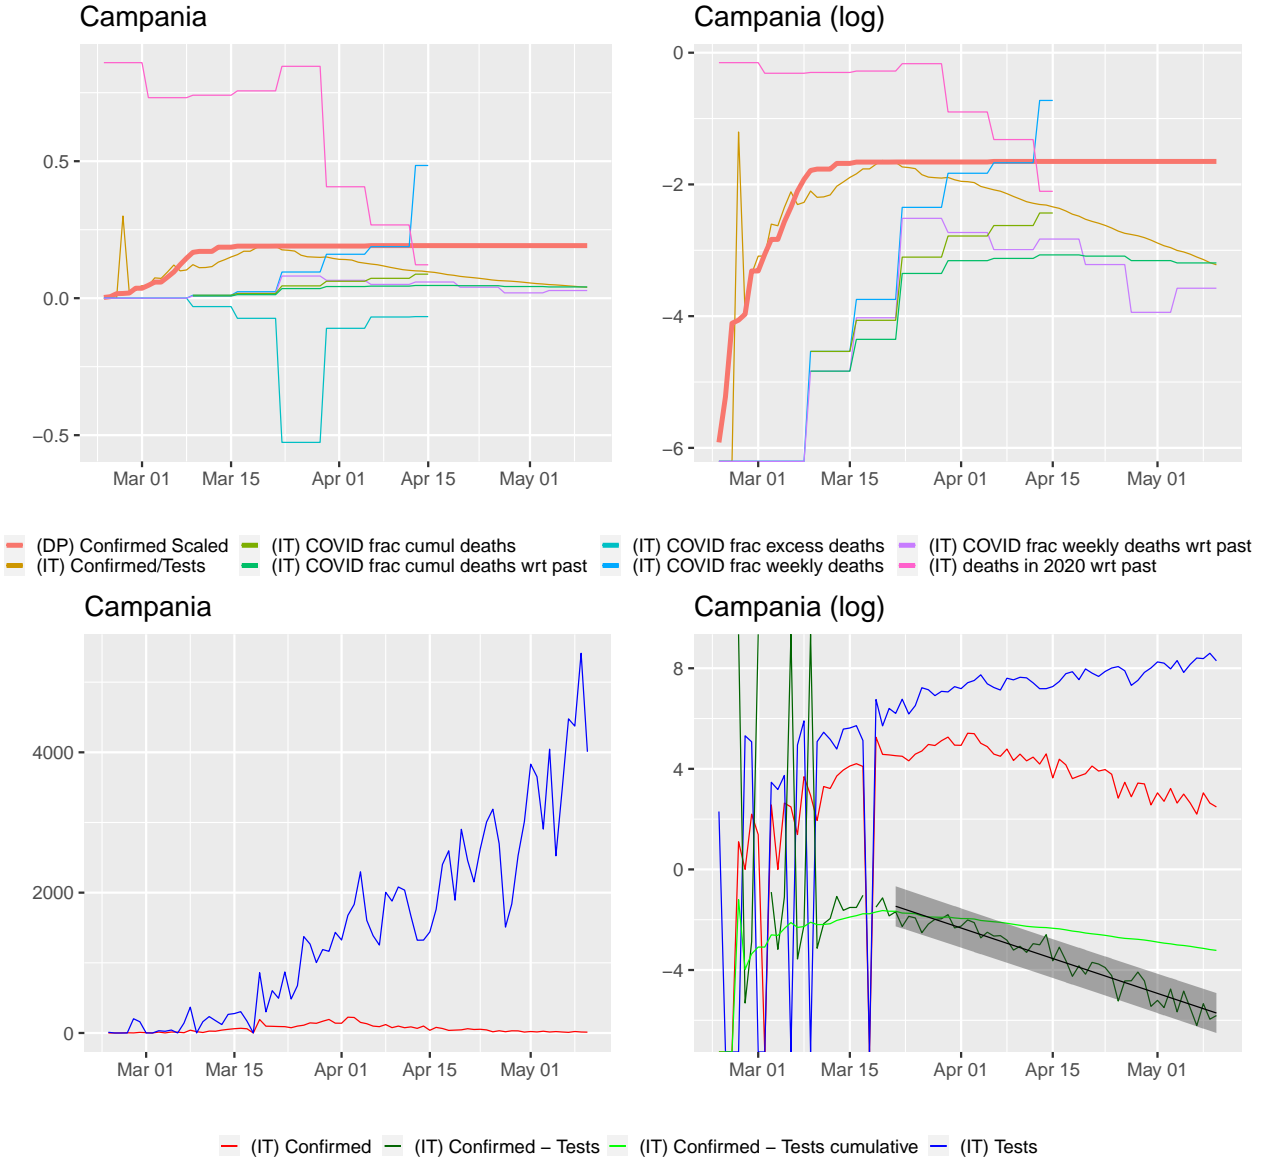 Campania
Campania (log)
0.5
0.0
−0.5
Mar 01 Mar 15 Apr 01 Apr 15 May 01
0
−2
−4
−6
Mar 01 Mar 15 Apr 01 Apr 15 May 01
(DP) Confirmed Scaled (IT) COVID frac cumul deaths (IT) COVID frac excess deaths (IT) COVID frac weekly deaths wrt past
(IT) Confirmed/Tests (IT) COVID frac cumul deaths wrt past (IT) COVID frac weekly deaths (IT) deaths in 2020 wrt past
Campania
Campania (log)
4000
2000
0
Mar 01 Mar 15 Apr 01 Apr 15 May 01
8
4
0
−4
Mar 01 Mar 15 Apr 01 Apr 15 May 01
(IT) Confirmed (IT) Confirmed − Tests (IT) Confirmed − Tests cumulative (IT) Tests